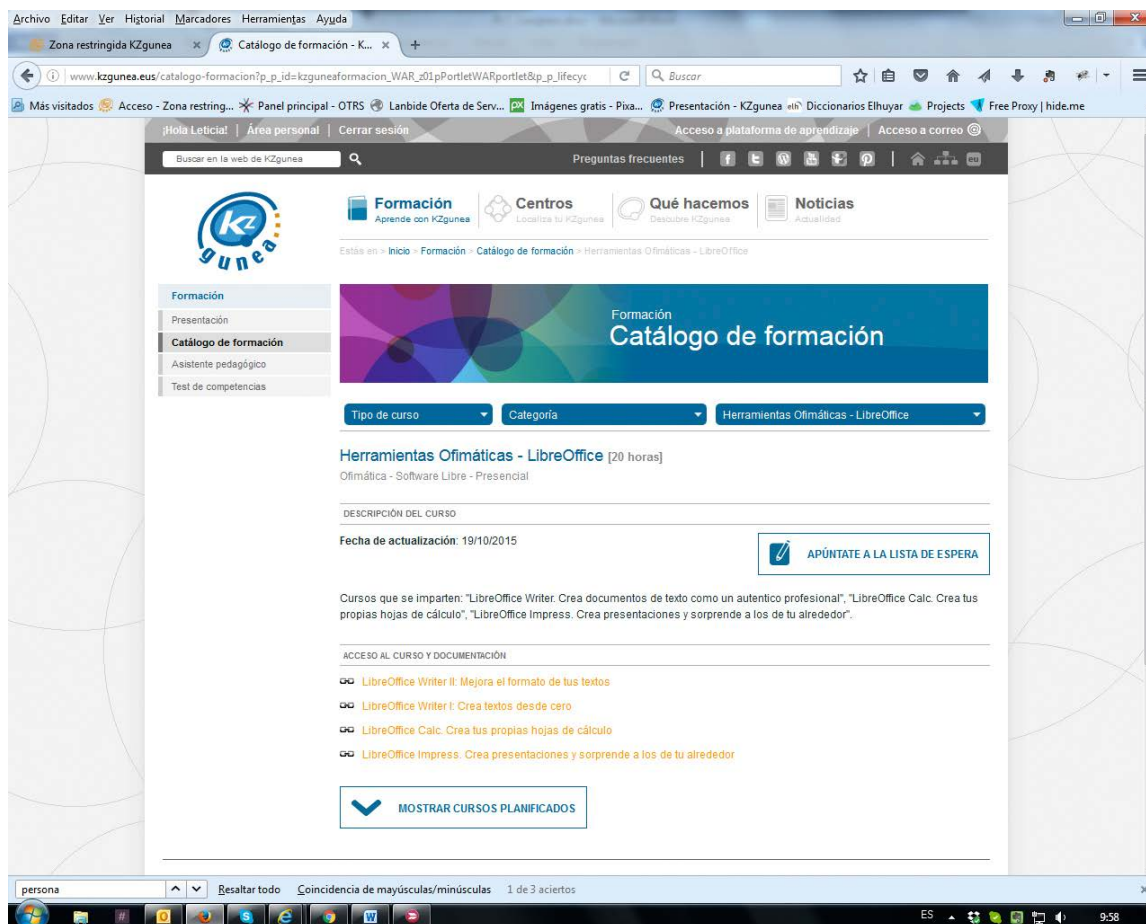 Archivo Editar Ver Historial Marcadores Herramientas Ayuda
Zona restringida KZgunea × Catálogo de formación - K... × +
www.kzgunea.eus/catalogo-formacion?p_p_id=kzguneaformacion_WAR_z01pPortletWARportlet&p_p_lifecyc Buscar
Más visitados Acceso - Zona restring... Panel principal - OTRS Lanbide Oferta de Serv... Imágenes gratis - Pixa... Presentación - KZgunea Diccionarios Elhuyar Projects Free Proxy | hide.me
¡Hola Leticia! | Área personal | Cerrar sesión Acceso a plataforma de aprendizaje | Acceso a correo @
Buscar en la web de KZgunea Preguntas frecuentes | | eu
Formación Centros Qué hacemos Noticias
Aprende con KZgunea Localiza tu KZgunea Descubre KZgunea Actualidad
kz gunea
Estás en > Inicio > Formación > Catálogo de formación > Herramientas Ofimáticas - LibreOffice
Formación
Presentación
Catálogo de formación
Asistente pedagógico
Test de competencias
Formación
Catálogo de formación
Tipo de curso Categoría Herramientas Ofimáticas - LibreOffice
Herramientas Ofimáticas - LibreOffice [20 horas]
Ofimática - Software Libre - Presencial
DESCRIPCIÓN DEL CURSO
Fecha de actualización: 19/10/2015
APÚNTATE A LA LISTA DE ESPERA
Cursos que se imparten: "LibreOffice Writer. Crea documentos de texto como un autentico profesional", "LibreOffice Calc. Crea tus
propias hojas de cálculo", "LibreOffice Impress. Crea presentaciones y sorprende a los de tu alrededor".
ACCESO AL CURSO Y DOCUMENTACIÓN
LibreOffice Writer II: Mejora el formato de tus textos
LibreOffice Writer I: Crea textos desde cero
LibreOffice Calc. Crea tus propias hojas de cálculo
LibreOffice Impress. Crea presentaciones y sorprende a los de tu alrededor
MOSTRAR CURSOS PLANIFICADOS
persona Resaltar todo Coincidencia de mayúsculas/minúsculas 1 de 3 aciertos
ES 9:58